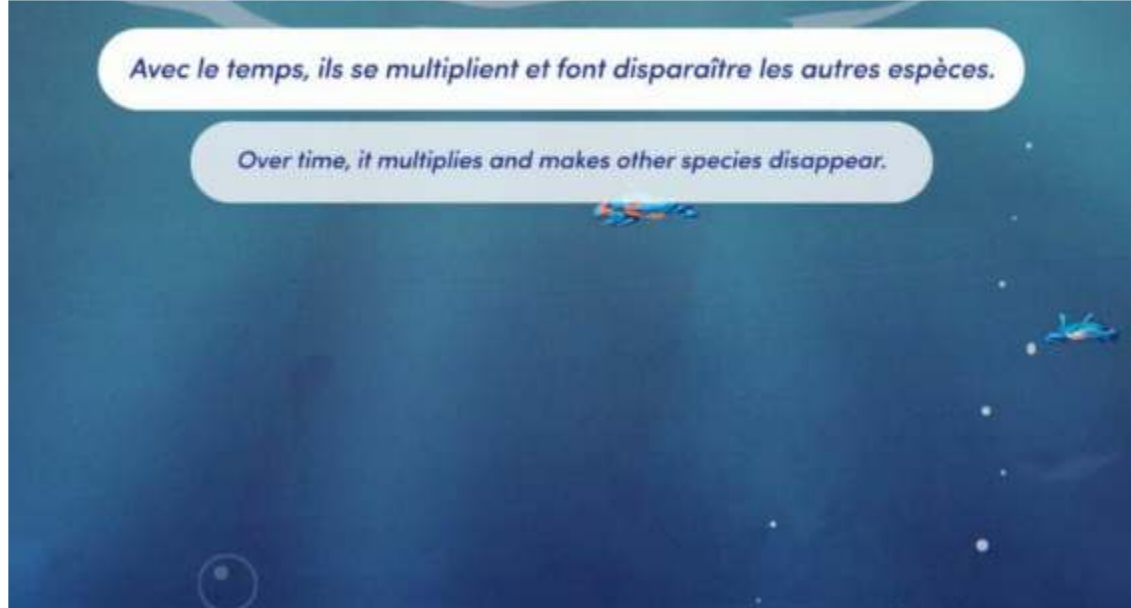 Avec le temps, ils se multiplient et font disparaître les autres espèces.
Over time, it multiplies and makes other species disappear.